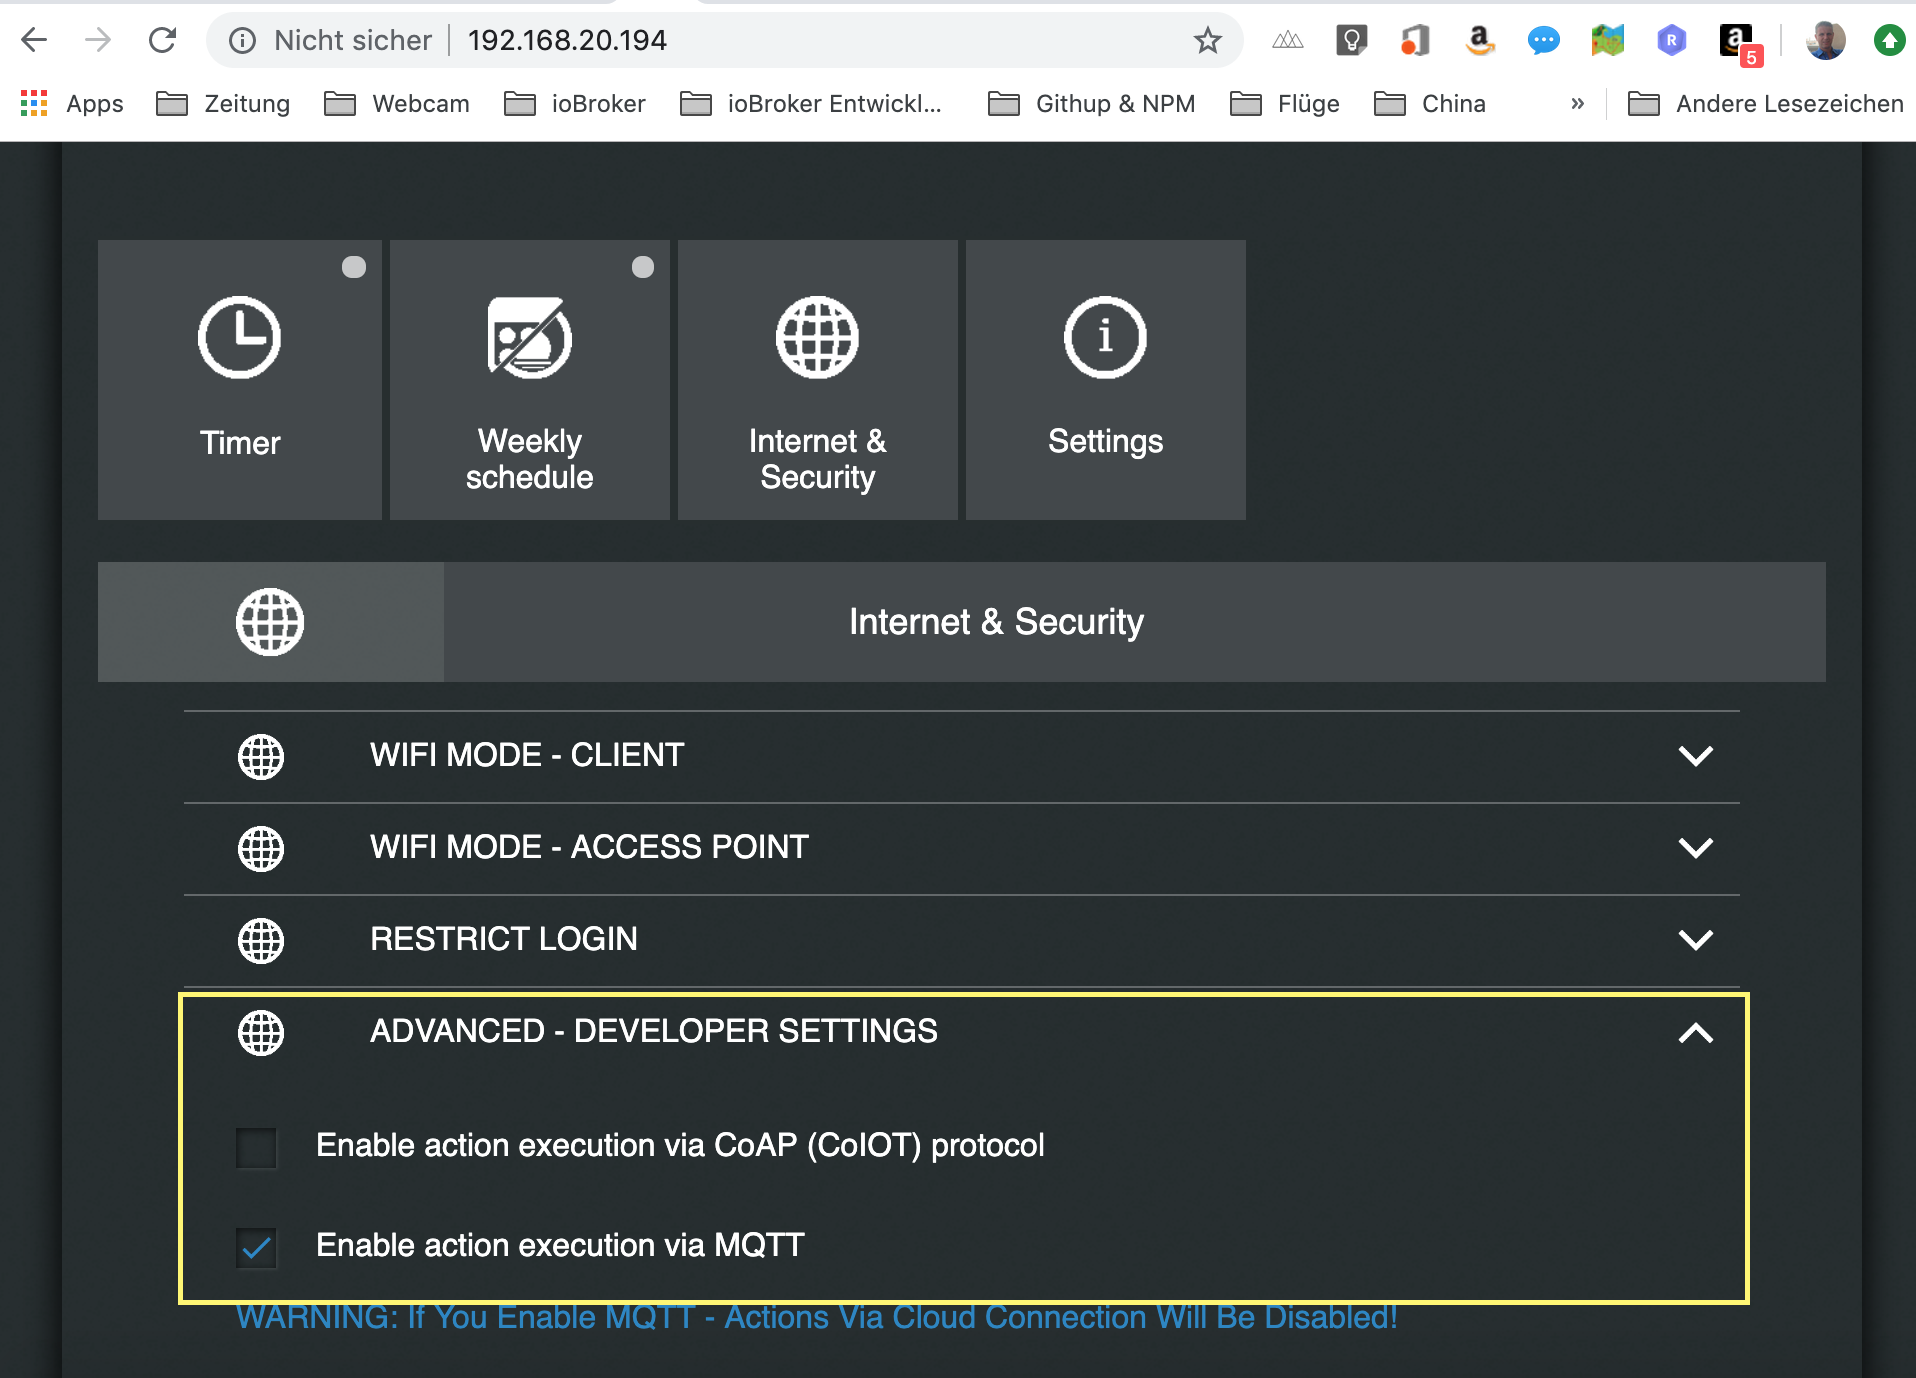 Nicht sicher | 192.168.20.194
5
Apps Zeitung Webcam ioBroker ioBroker Entwickl... Githup & NPM Flüge China » Andere Lesezeichen
Timer
Weekly
schedule
Internet &
Security
Settings
Internet & Security
WIFI MODE - CLIENT
WIFI MODE - ACCESS POINT
RESTRICT LOGIN
ADVANCED - DEVELOPER SETTINGS
Enable action execution via CoAP (CoIOT) protocol
Enable action execution via MQTT
WARNING: If You Enable MQTT - Actions Via Cloud Connection Will Be Disabled!